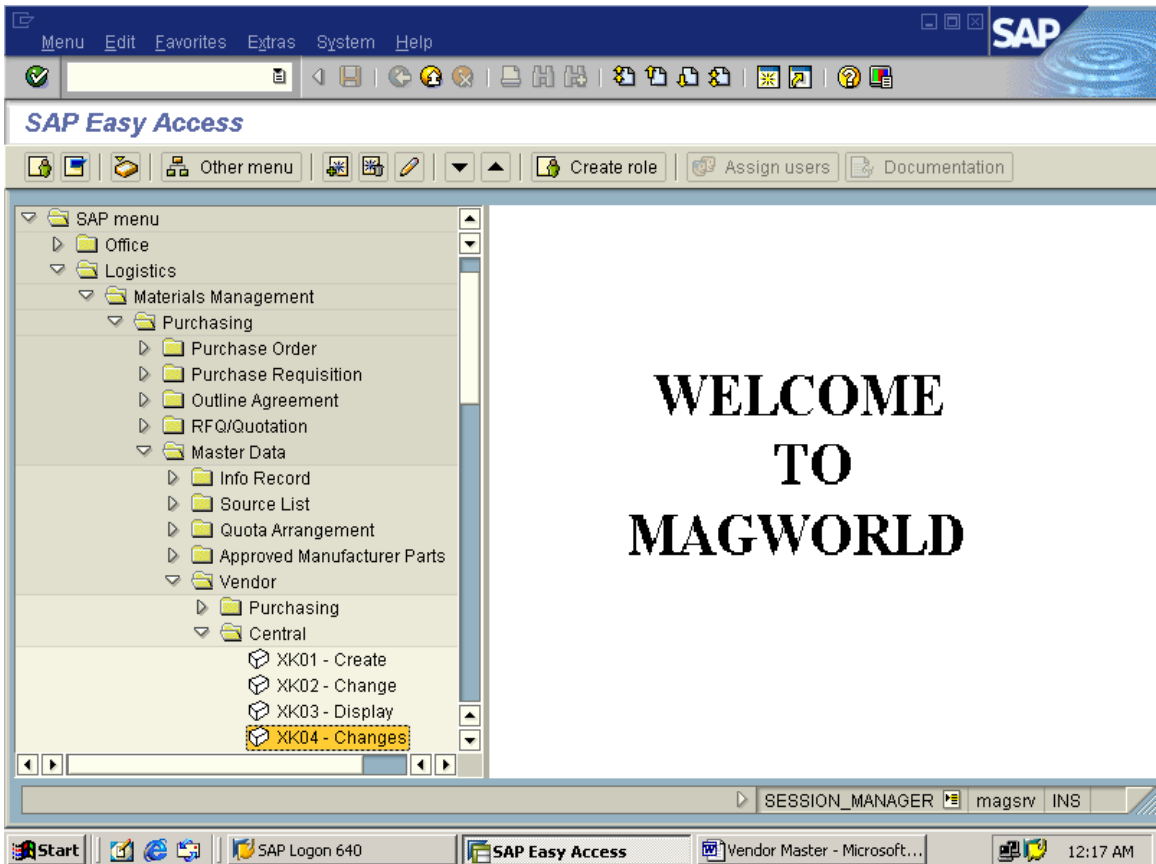 Menu Edit Favorites Extras System Help
SAP
SAP Easy Access
Other menu Create role Assign users Documentation
SAP menu
Office
Logistics
Materials Management
Purchasing
Purchase Order
Purchase Requisition
Outline Agreement
RFQ/Quotation
Master Data
Info Record
Source List
Quota Arrangement
Approved Manufacturer Parts
Vendor
Purchasing
Central
XK01 - Create
XK02 - Change
XK03 - Display
XK04 - Changes
WELCOME
TO
MAGWORLD
SESSION_MANAGER magsrv INS
Start SAP Logon 640 SAP Easy Access Vendor Master - Microsoft... 12:17 AM